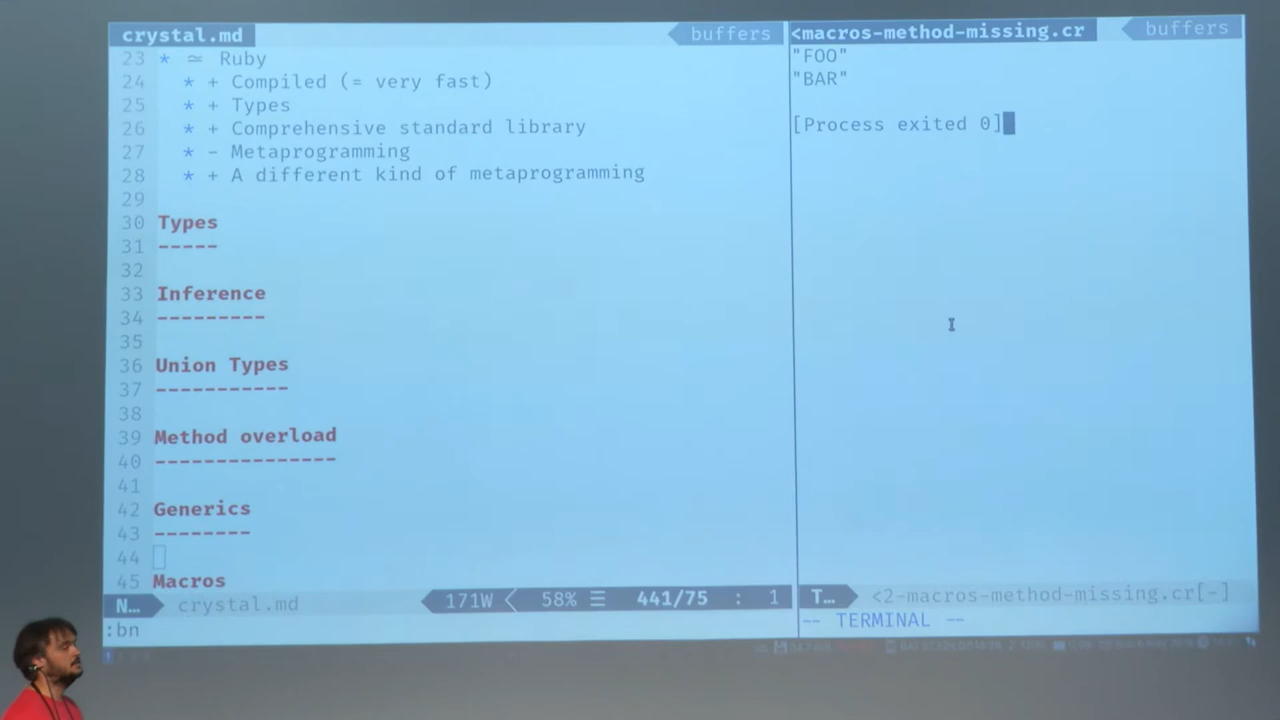 crystal.md buffers
23 * ≃ Ruby
24 * + Compiled (= very fast)
25 * + Types
26 * + Comprehensive standard library
27 * - Metaprogramming
28 * + A different kind of metaprogramming
29
30 Types
31 -----
32
33 Inference
34 ---------
35
36 Union Types
37 -----------
38
39 Method overload
40 ---------------
41
42 Generics
43 --------
44
45 Macros
N… crystal.md 171W 58% ☰ 441/75 : 1
:bn
<macros-method-missing.cr buffers
"FOO"
"BAR"
[Process exited 0]
T… <2-macros-method-missing.cr[-]
-- TERMINAL --